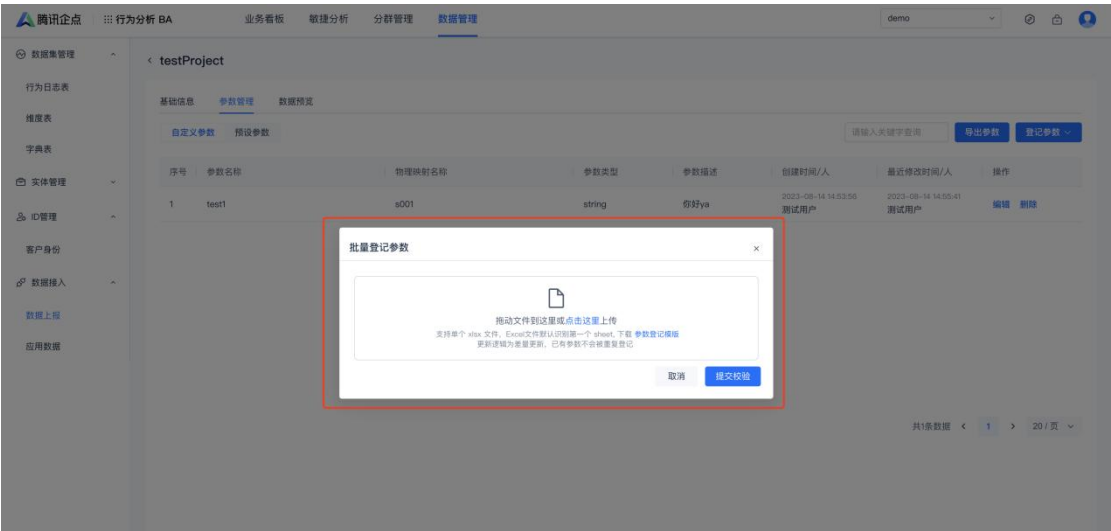 腾讯企点 行为分析 BA 业务看板 敏捷分析 分群管理 数据管理 demo
数据集管理
行为日志表
维度表
字典表
实体管理
ID管理
客户身份
数据接入
数据上报
应用数据
testProject
基础信息 参数管理 数据预览
自定义参数 预设参数 请输入关键字查询 导出参数 登记参数
序号 参数名称 物理映射名称 参数类型 参数描述 创建时间/人 最近修改时间/人 操作
1 test1 s001 string 你好ya 2023-08-14 14:53:56 2023-08-14 14:55:41 编辑 删除
测试用户 测试用户
批量登记参数 ×
拖动文件到这里或点击这里上传
支持单个 xlsx 文件，Excel文件默认识别第一个 sheet, 下载 参数登记模版
更新逻辑为差量更新，已有参数不会被重复登记
取消 提交校验
共1条数据 1 20 / 页